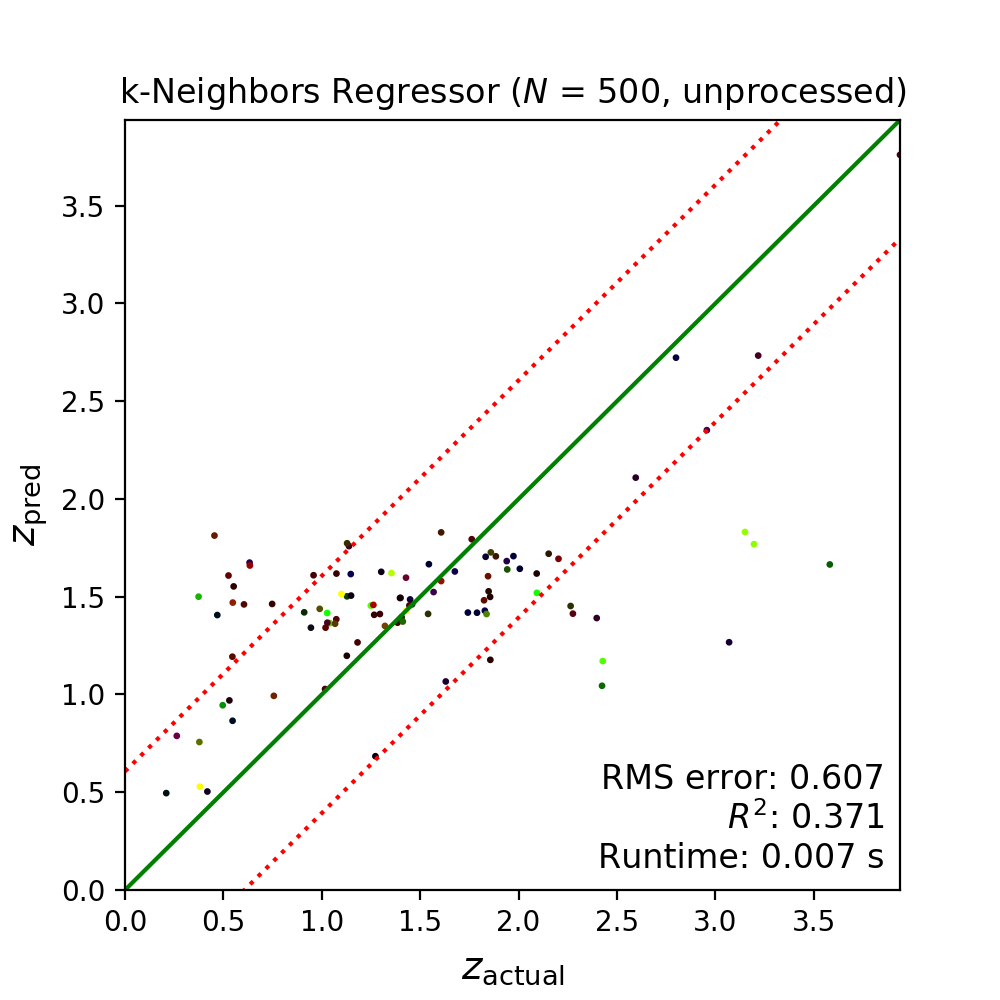 k-Neighbors Regressor (N = 500, unprocessed)
3.5
3.0
2.5
2.0
1.5
1.0
0.5
0.0
z_pred
RMS error: 0.607
R²: 0.371
Runtime: 0.007 s
0.0 0.5 1.0 1.5 2.0 2.5 3.0 3.5
z_actual